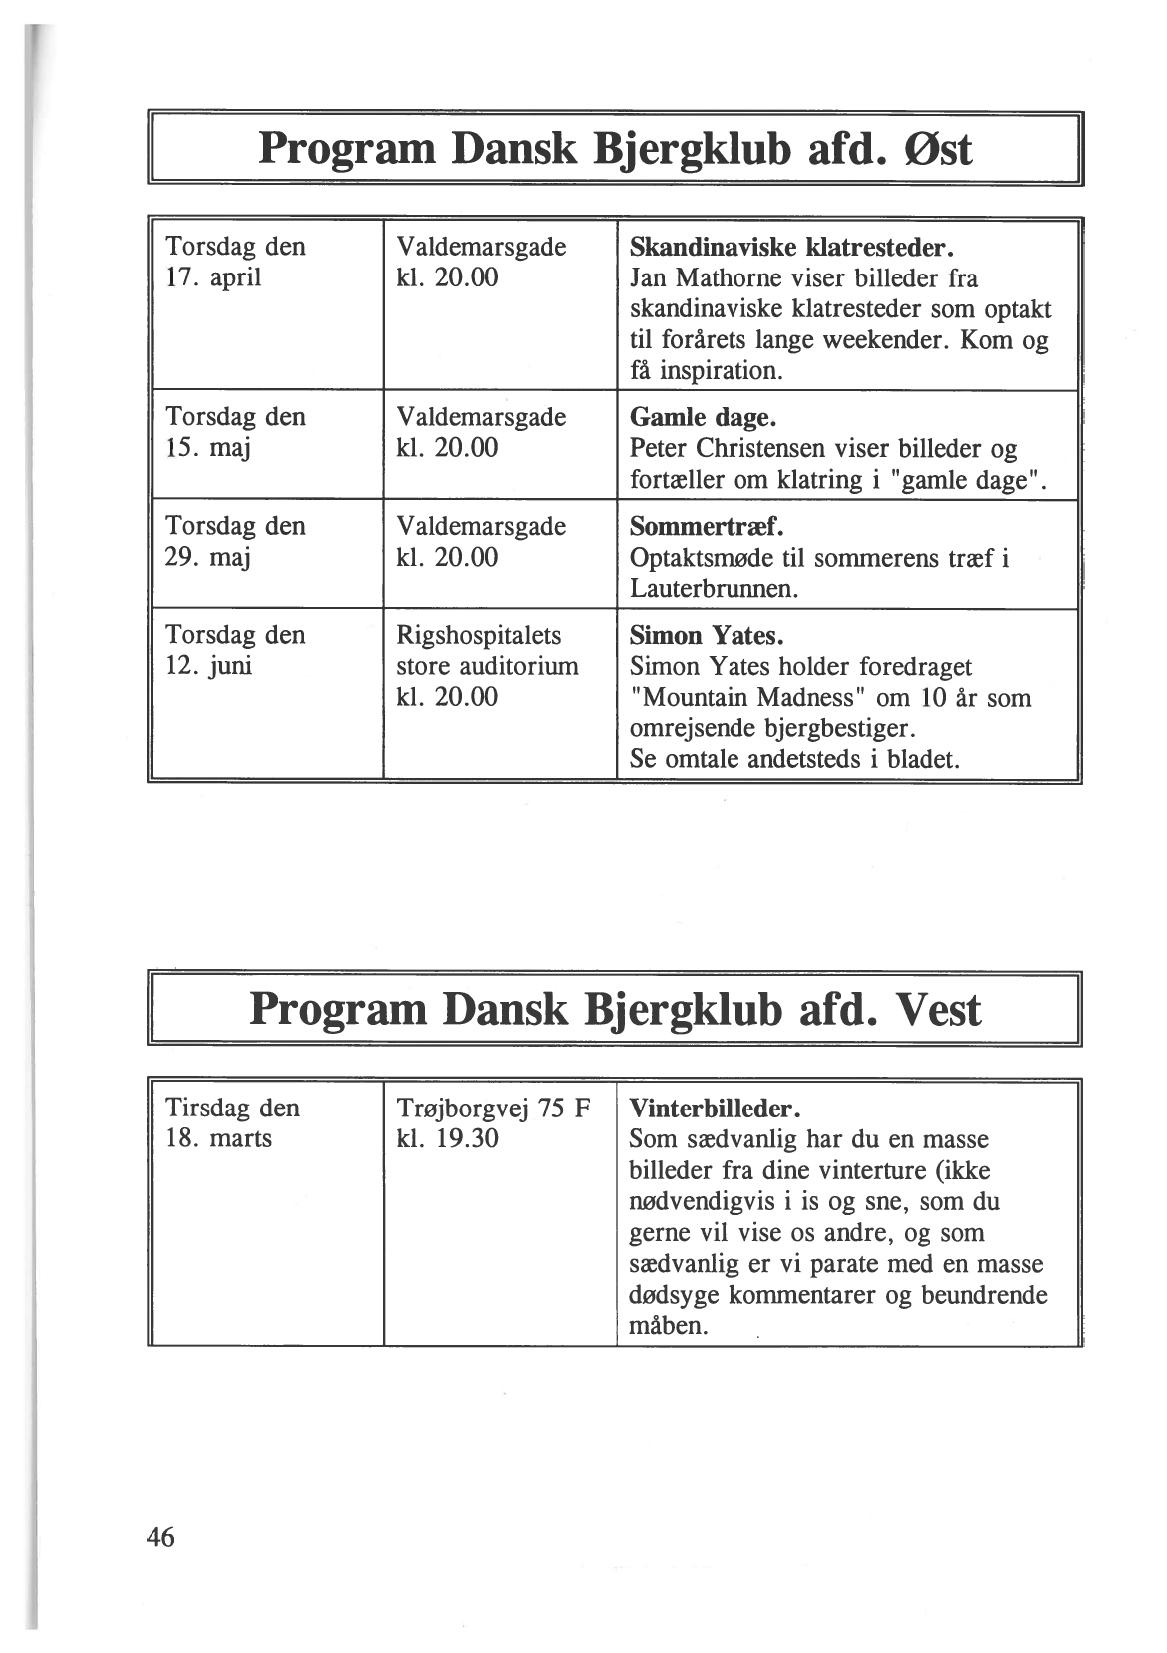 Program Dansk Bjergklub afd. Øst
Torsdag den
17. april
Valdemarsgade
kl. 20.00
Skandinaviske klatresteder.
Jan Mathorne viser billeder fra
skandinaviske klatresteder som optakt
til forårets lange weekender. Kom og
få inspiration.
Torsdag den
15. maj
Valdemarsgade
kl. 20.00
Gamle dage.
Peter Christensen viser billeder og
fortæller om klatring i "gamle dage".
Torsdag den
29. maj
Valdemarsgade
kl. 20.00
Sommertræf.
Optaktsmøde til sommerens træf i
Lauterbrunnen.
Torsdag den
12. juni
Rigshospitalets
store auditorium
kl. 20.00
Simon Yates.
Simon Yates holder foredraget
"Mountain Madness" om 10 år som
omrejsende bjergbestiger.
Se omtale andetsteds i bladet.
Program Dansk Bjergklub afd. Vest
Tirsdag den
18. marts
Trøjborgvej 75 F
kl. 19.30
Vinterbilleder.
Som sædvanlig har du en masse
billeder fra dine vinterture (ikke
nødvendigvis i is og sne, som du
gerne vil vise os andre, og som
sædvanlig er vi parate med en masse
dødsyge kommentarer og beundrende
måben.
46